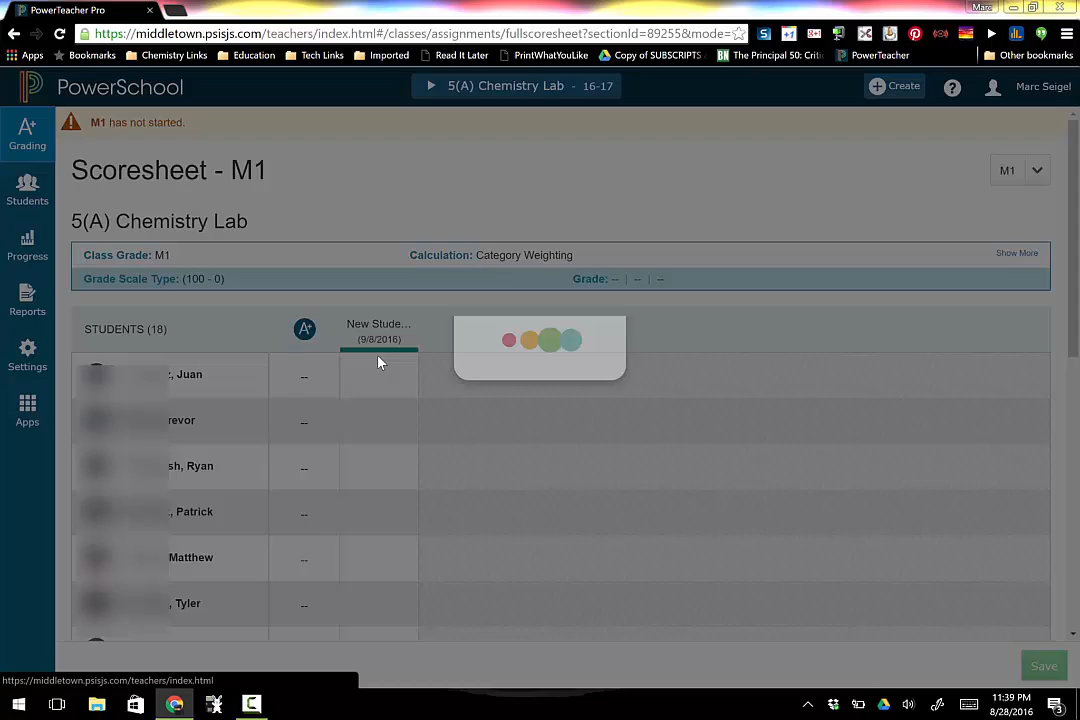 PowerTeacher Pro
Marc
https://middletown.psisjs.com/teachers/index.html#/classes/assignments/fullscoresheet?sectionId=89255&mode=
Apps
Bookmarks
Chemistry Links
Education
Tech Links
Imported
Read It Later
PrintWhatYouLike
Copy of SUBSCRIPTS
The Principal 50: Criti
PowerTeacher
Other bookmarks
PowerSchool
5(A) Chemistry Lab - 16-17
Create
?
Marc Seigel
A+
Grading
Students
Progress
Reports
Settings
Apps
M1 has not started.
Scoresheet - M1
M1
5(A) Chemistry Lab
Class Grade: M1
Calculation: Category Weighting
Show More
Grade Scale Type: (100 - 0)
Grade: -- | -- | --
STUDENTS (18)
A+
New Stude...
(9/8/2016)
, Juan
--
revor
--
sh, Ryan
--
, Patrick
--
Matthew
--
, Tyler
--
Save
https://middletown.psisjs.com/teachers/index.html
11:39 PM
8/28/2016
3